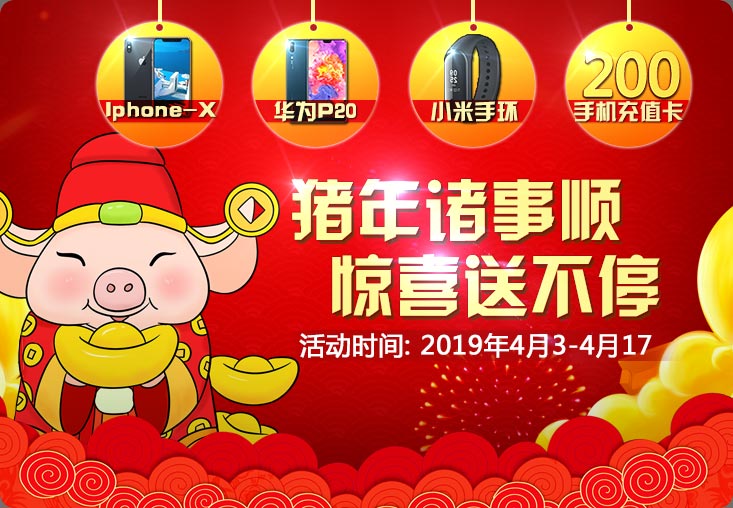 Iphone-X
华为P20
小米手环
200
手机充值卡
猪年诸事顺
惊喜送不停
活动时间: 2019年4月3-4月17